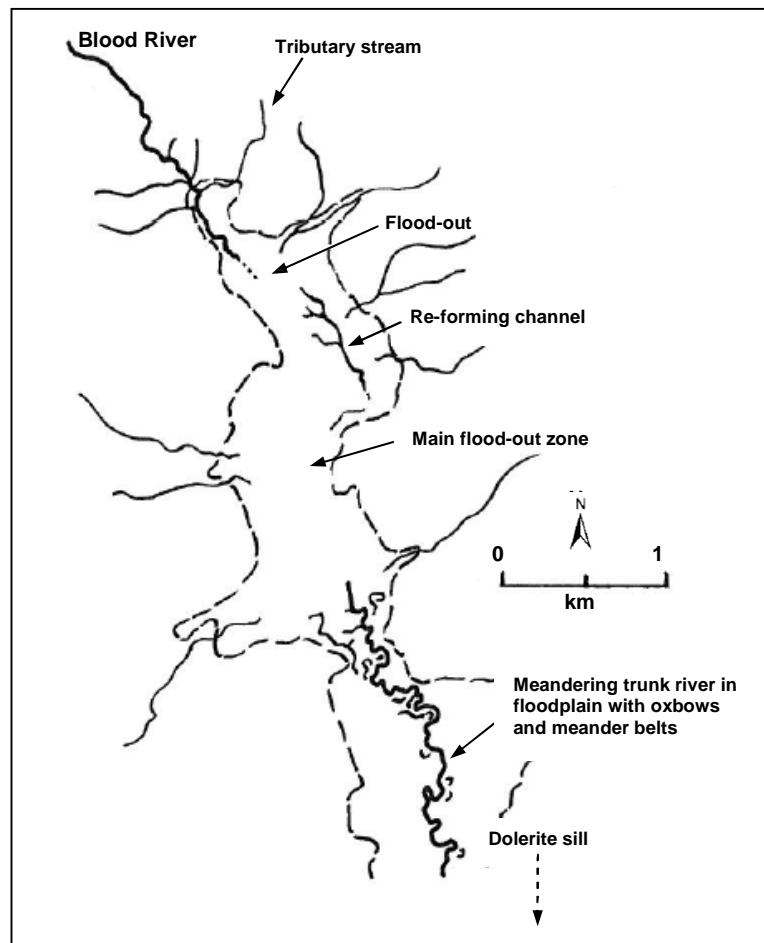 Blood River
Tributary stream
Flood-out
Re-forming channel
Main flood-out zone
N
0 1
km
Meandering trunk river in
floodplain with oxbows
and meander belts
Dolerite sill